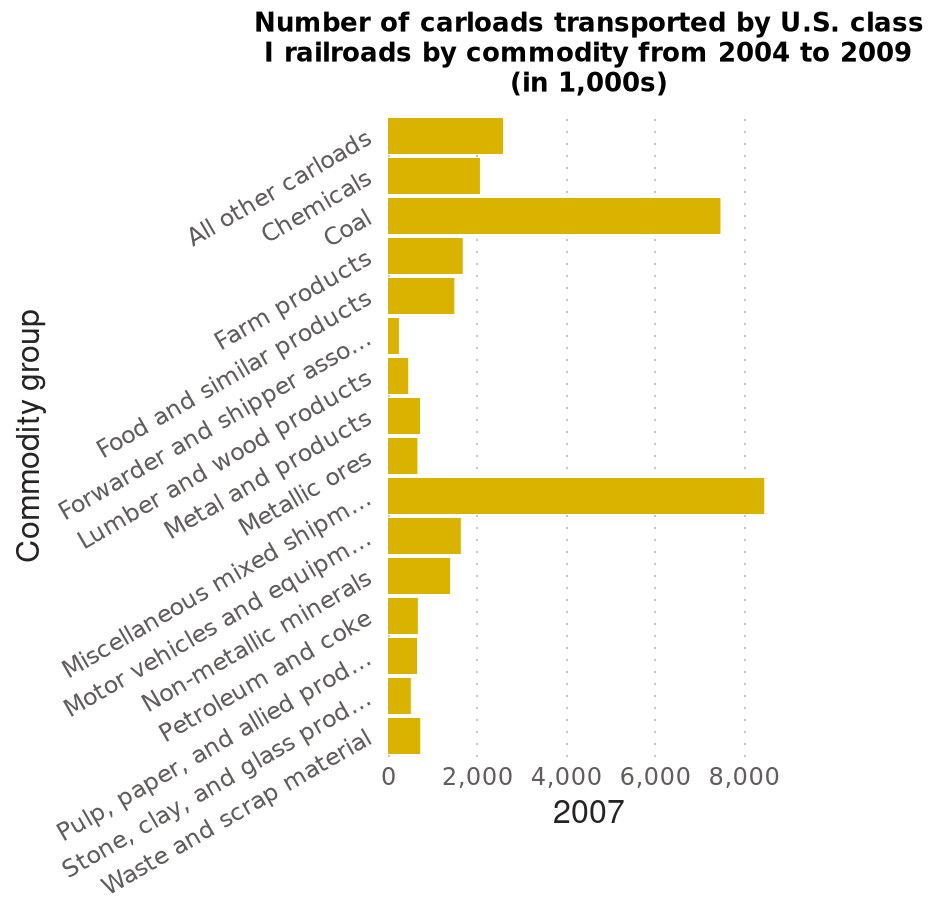 Number of carloads transported by U.S. class
I railroads by commodity from 2004 to 2009
(in 1,000s)
Commodity group
All other carloads
Chemicals
Coal
Farm products
Food and similar products
Forwarder and shipper asso...
Lumber and wood products
Metal and products
Metallic ores
Miscellaneous mixed shipm...
Motor vehicles and equipm...
Non-metallic minerals
Petroleum and coke
Pulp, paper, and allied prod...
Stone, clay, and glass prod...
Waste and scrap material
0 2,000 4,000 6,000 8,000
2007